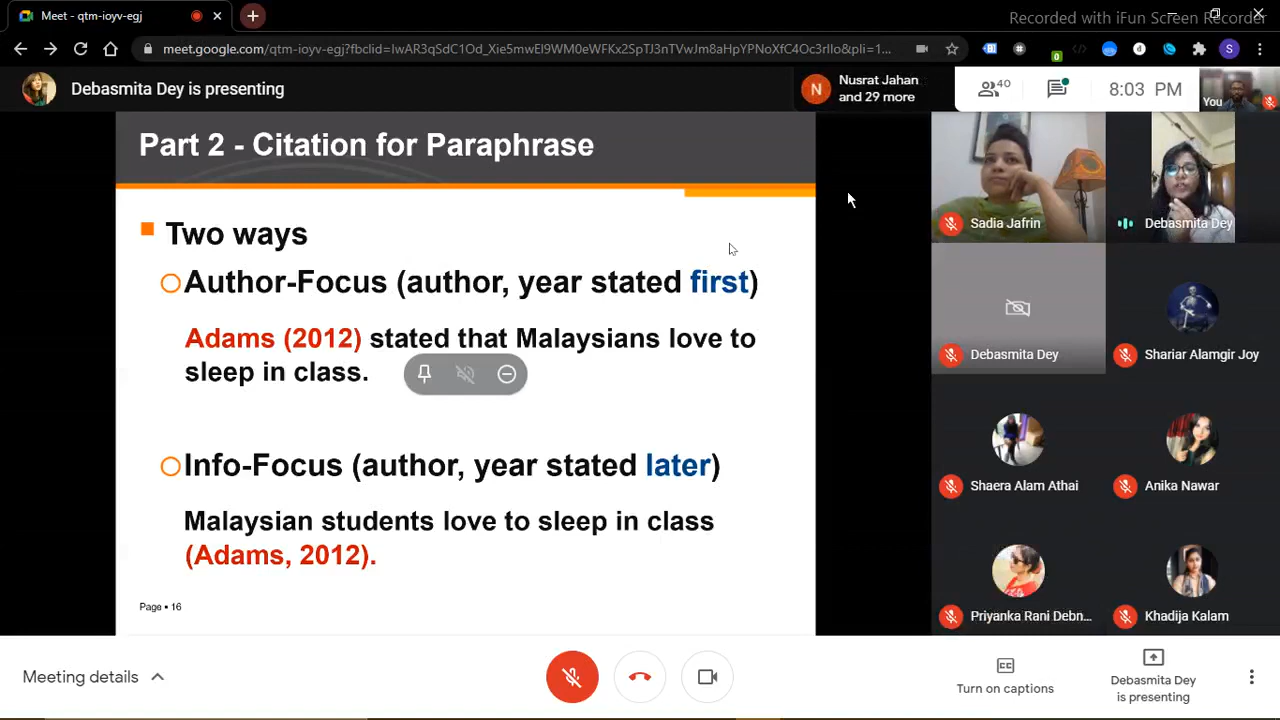 Meet - qtm-ioyv-egj
Recorded with iFun Screen Recorder
meet.google.com/qtm-ioyv-egj?fbclid=IwAR3qSdC1Od_Xie5mwEI9WM0eWFKx2SpTJ3nTVwJm8aHpYPNoXfC4Oc3rIIo&pli=1...
0
S
Debasmita Dey is presenting
N
Nusrat Jahan
and 29 more
40
8:03 PM
You
Part 2 - Citation for Paraphrase
Two ways
Author-Focus (author, year stated first)
Adams (2012) stated that Malaysians love to
sleep in class.
Info-Focus (author, year stated later)
Malaysian students love to sleep in class
(Adams, 2012).
Page • 16
Sadia Jafrin
Debasmita Dey
Debasmita Dey
Shariar Alamgir Joy
Shaera Alam Athai
Anika Nawar
Priyanka Rani Debn...
Khadija Kalam
Meeting details
Turn on captions
Debasmita Dey
is presenting